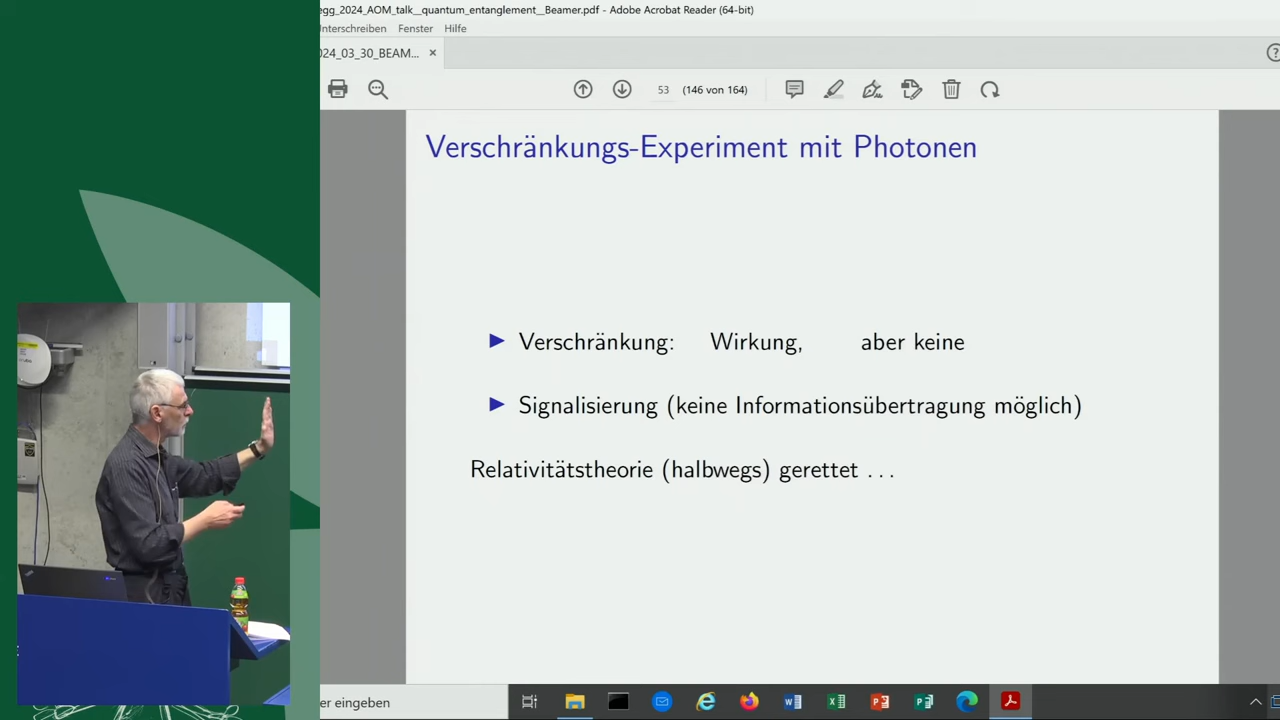 egg_2024_AOM_talk__quantum_entanglement__Beamer.pdf - Adobe Acrobat Reader (64-bit)
Unterschreiben Fenster Hilfe
024_03_30_BEAM... ×
53 (146 von 164)
Verschränkungs-Experiment mit Photonen
▶ Verschränkung: Wirkung, aber keine
▶ Signalisierung (keine Informationsübertragung möglich)
Relativitätstheorie (halbwegs) gerettet . . .
er eingeben